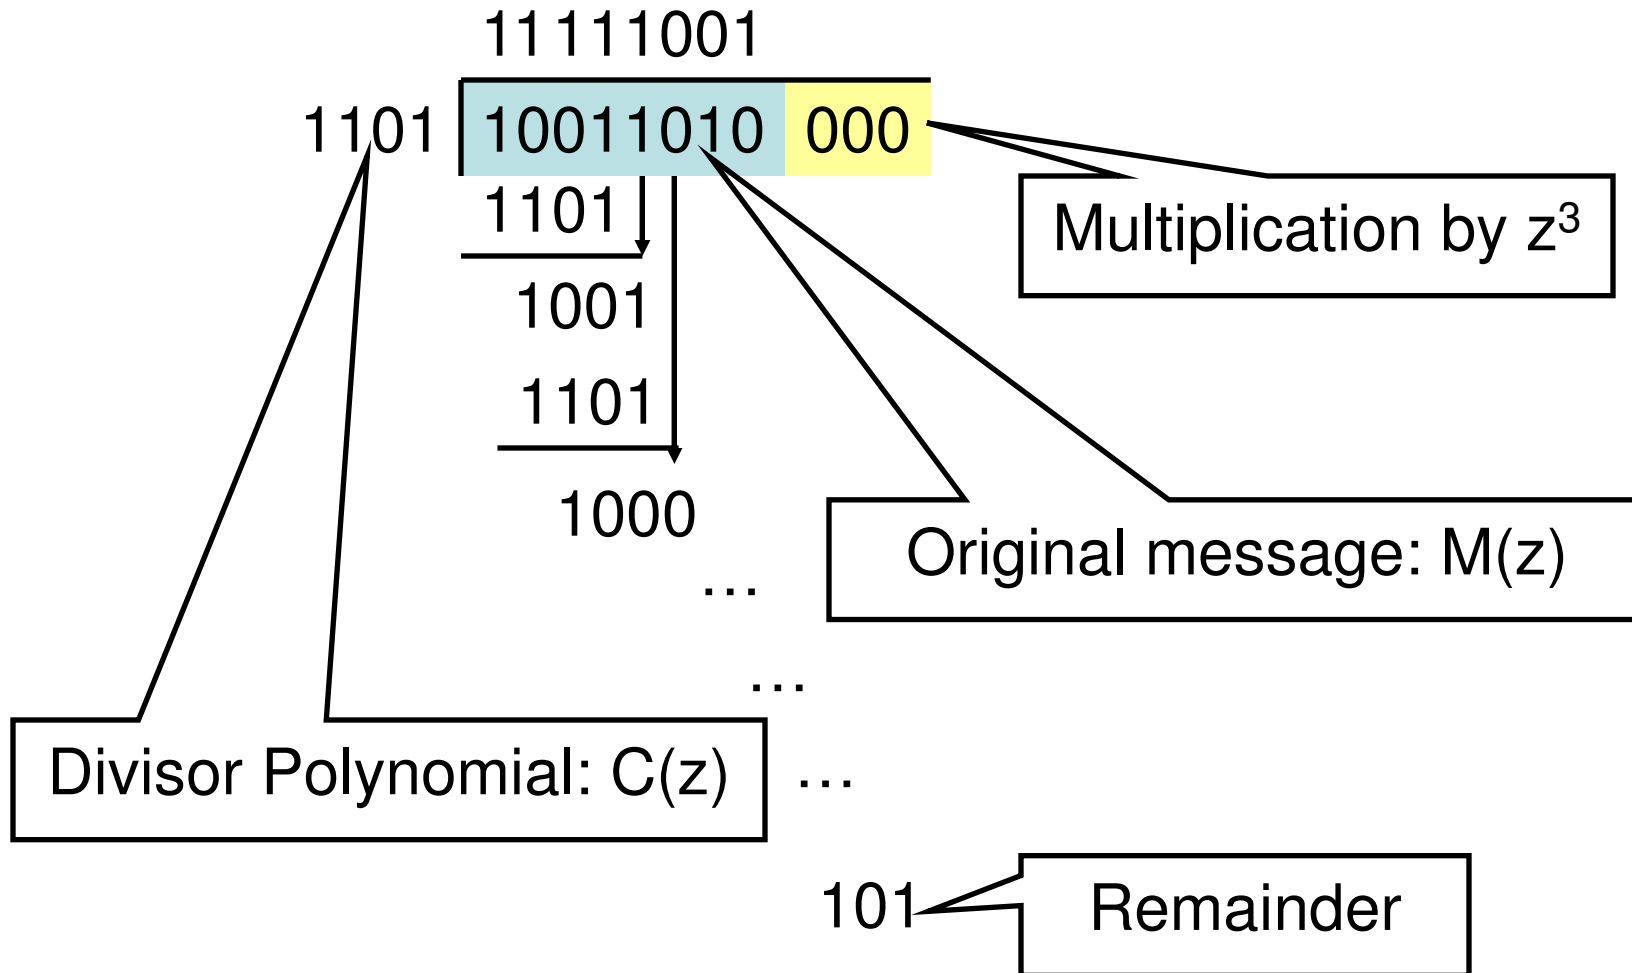 11111001
1101 10011010 000
1101
Multiplication by z³
1001
1101
1000
Original message: M(z)
…
…
Divisor Polynomial: C(z)
…
101
Remainder